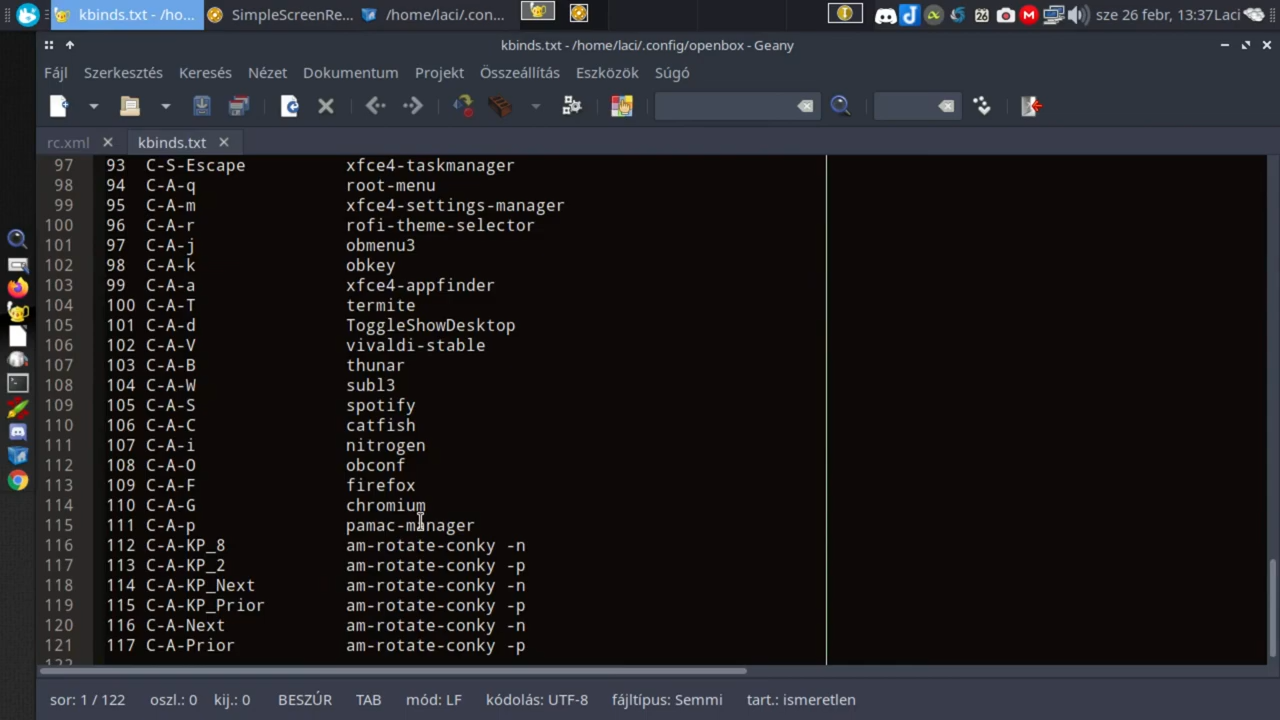 kbinds.txt - /ho...
SimpleScreenRe...
/home/laci/.con...
sze 26 febr, 13:37Laci
kbinds.txt - /home/laci/.config/openbox - Geany
Fájl Szerkesztés Keresés Nézet Dokumentum Projekt Összeállítás Eszközök Súgó
rc.xml kbinds.txt
97 93 C-S-Escape xfce4-taskmanager
98 94 C-A-q root-menu
99 95 C-A-m xfce4-settings-manager
100 96 C-A-r rofi-theme-selector
101 97 C-A-j obmenu3
102 98 C-A-k obkey
103 99 C-A-a xfce4-appfinder
104 100 C-A-T termite
105 101 C-A-d ToggleShowDesktop
106 102 C-A-V vivaldi-stable
107 103 C-A-B thunar
108 104 C-A-W subl3
109 105 C-A-S spotify
110 106 C-A-C catfish
111 107 C-A-i nitrogen
112 108 C-A-O obconf
113 109 C-A-F firefox
114 110 C-A-G chromium
115 111 C-A-p pamac-manager
116 112 C-A-KP_8 am-rotate-conky -n
117 113 C-A-KP_2 am-rotate-conky -p
118 114 C-A-KP_Next am-rotate-conky -n
119 115 C-A-KP_Prior am-rotate-conky -p
120 116 C-A-Next am-rotate-conky -n
121 117 C-A-Prior am-rotate-conky -p
122
sor: 1 / 122 oszl.: 0 kij.: 0 BESZÚR TAB mód: LF kódolás: UTF-8 fájltípus: Semmi tart.: ismeretlen